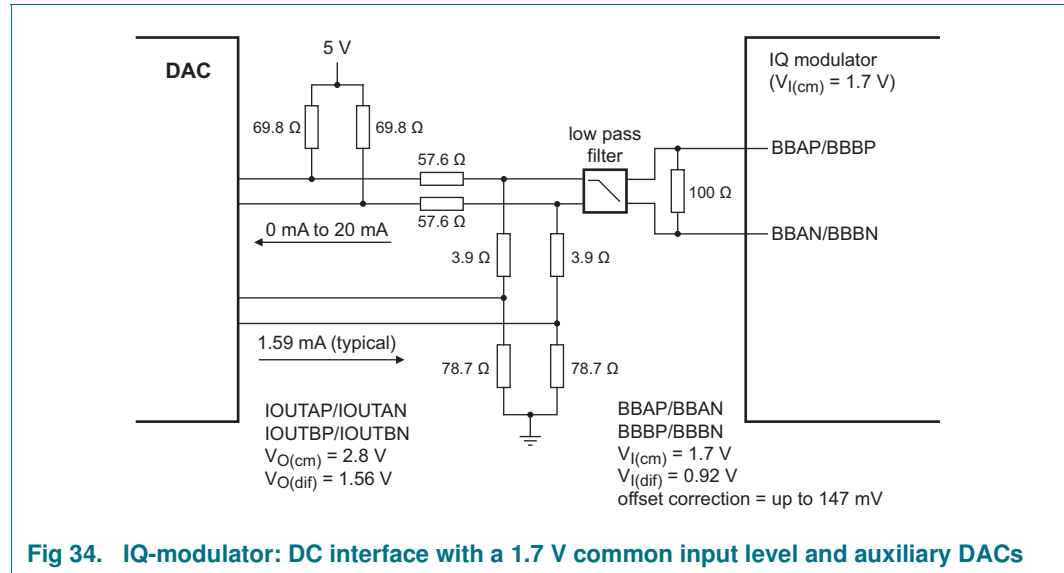 5 V
DAC
69.8 Ω
69.8 Ω
57.6 Ω
57.6 Ω
0 mA to 20 mA
3.9 Ω
3.9 Ω
1.59 mA (typical)
78.7 Ω
78.7 Ω
low pass
filter
100 Ω
IQ modulator
(VI(cm) = 1.7 V)
BBAP/BBBP
BBAN/BBBN
IOUTAP/IOUTAN
IOUTBP/IOUTBN
VO(cm) = 2.8 V
VO(dif) = 1.56 V
BBAP/BBAN
BBBP/BBBN
VI(cm) = 1.7 V
VI(dif) = 0.92 V
offset correction = up to 147 mV
Fig 34. IQ-modulator: DC interface with a 1.7 V common input level and auxiliary DACs